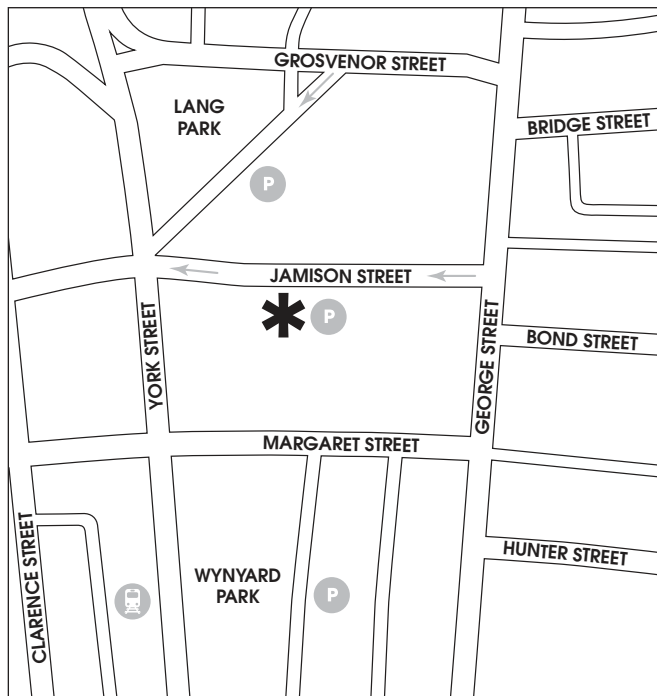 GROSVENOR STREET
LANG
PARK
BRIDGE STREET
P
JAMISON STREET
P
YORK STREET
GEORGE STREET
BOND STREET
MARGARET STREET
CLARENCE STREET
HUNTER STREET
WYNYARD
PARK
P